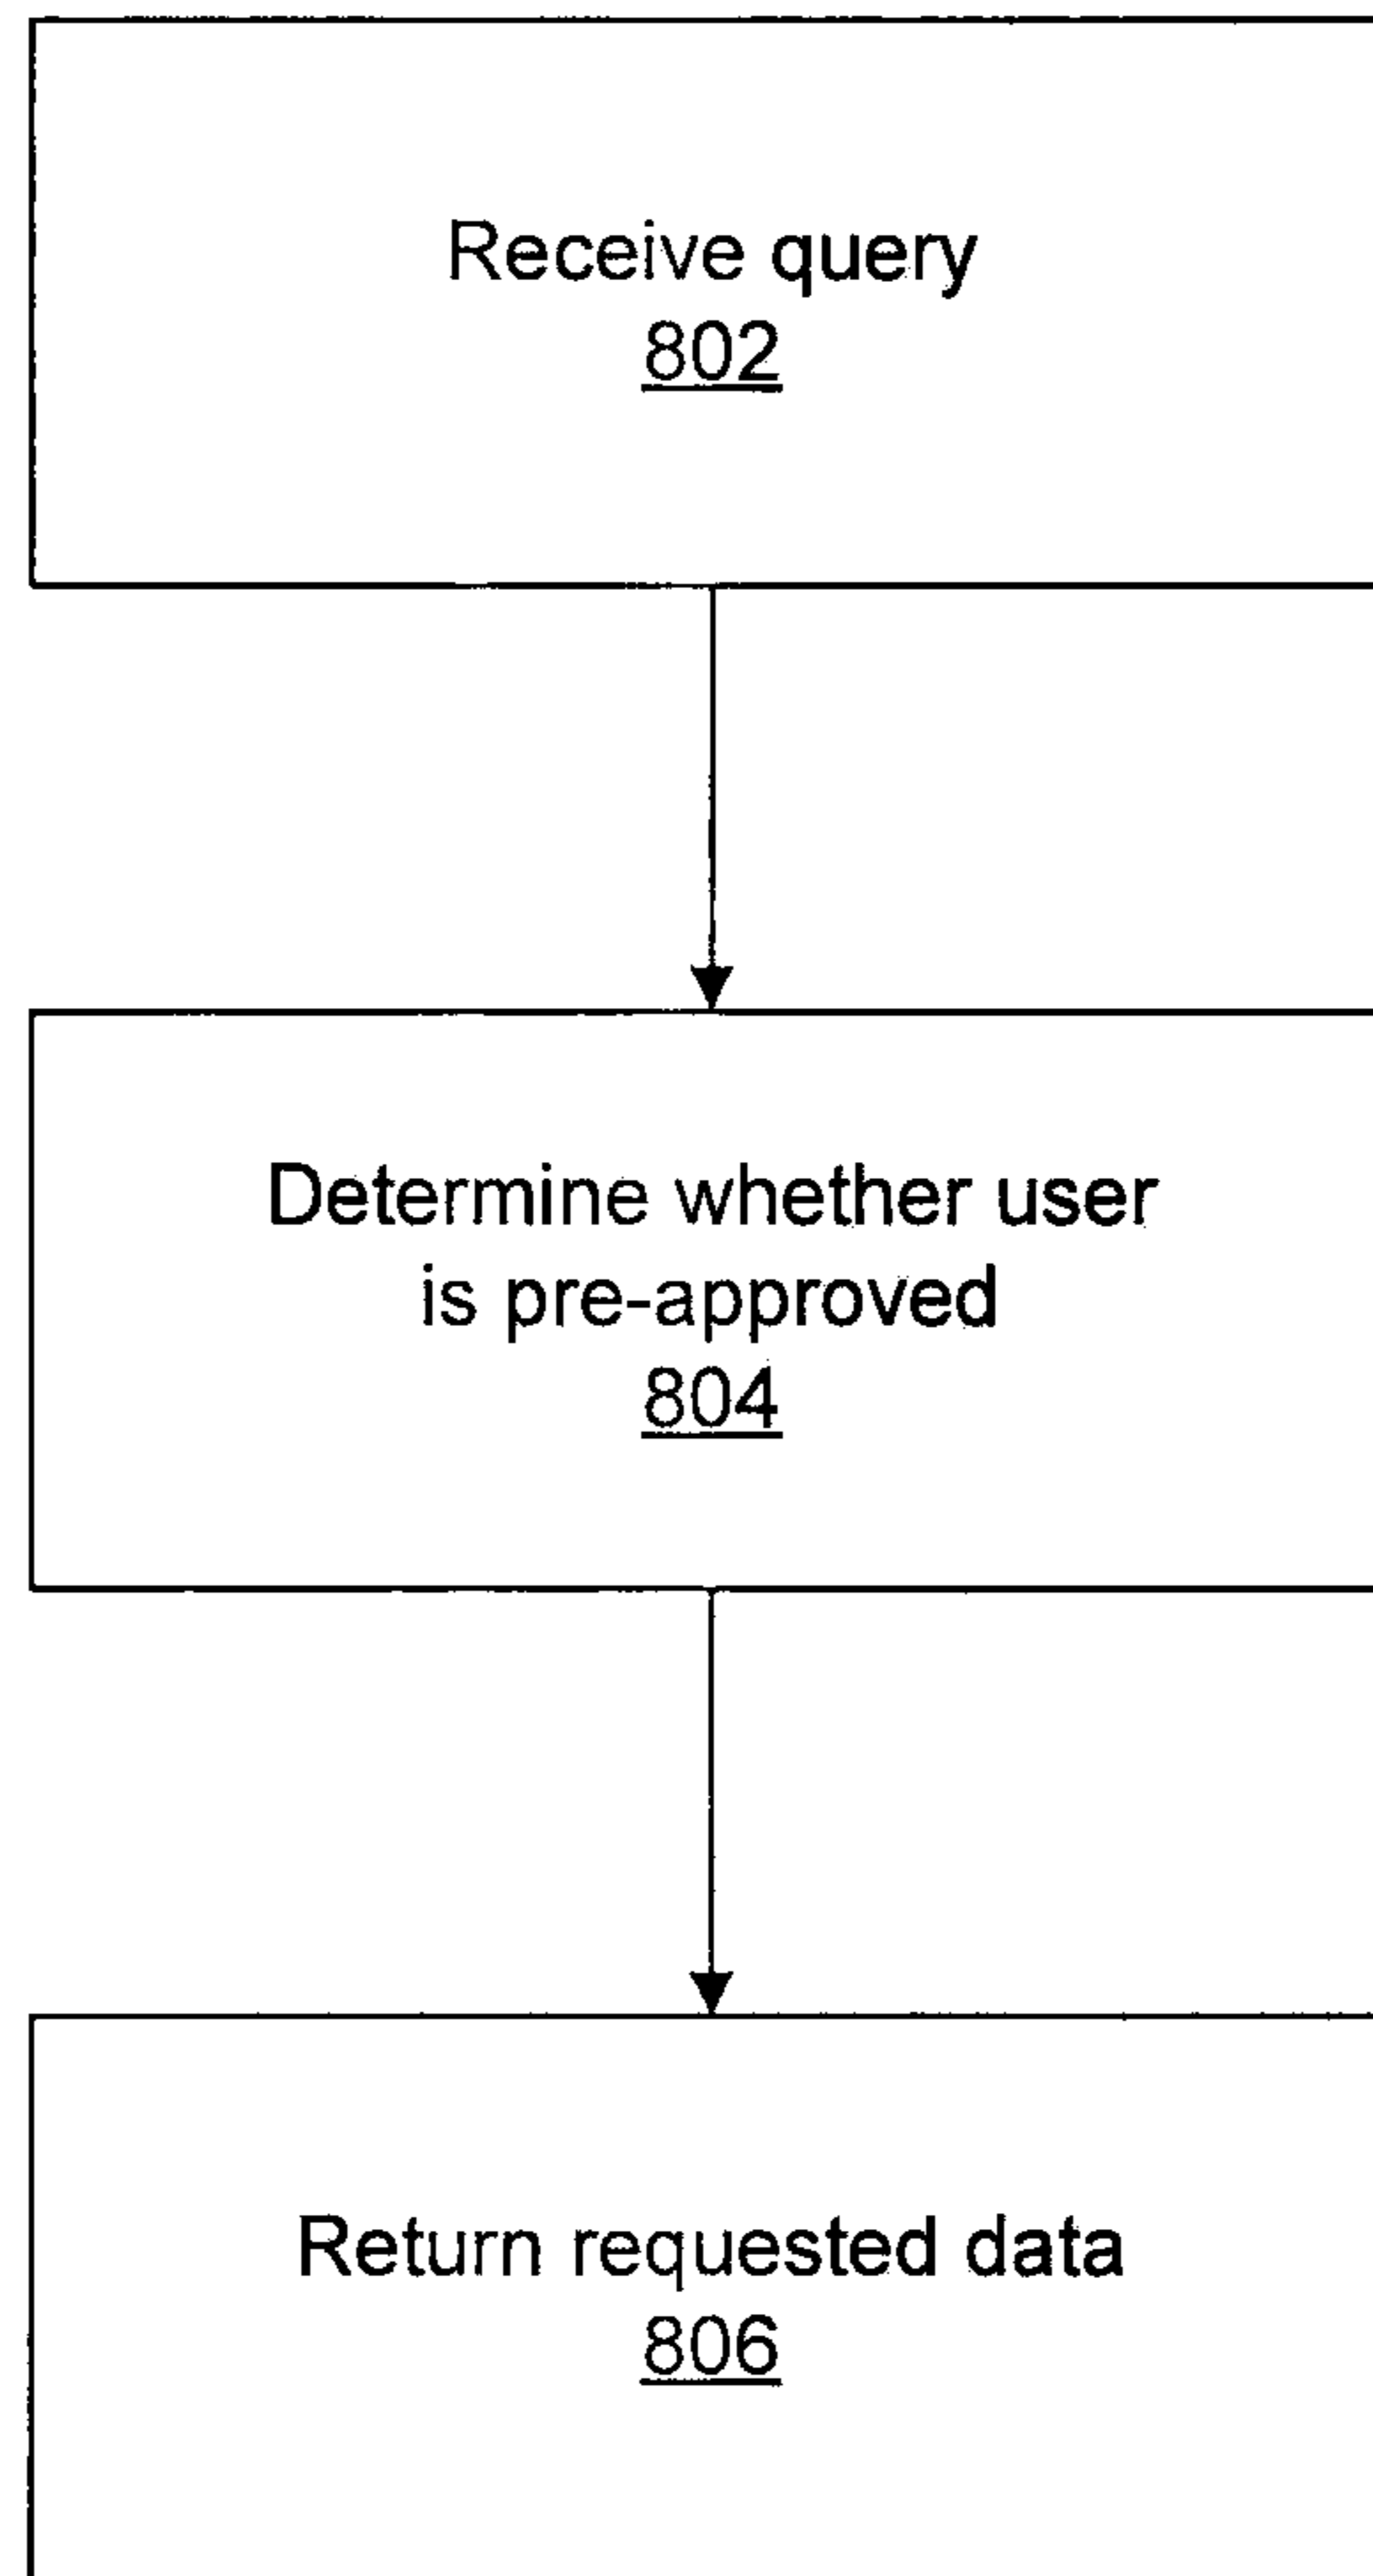 Receive query
802
Determine whether user
is pre-approved
804
Return requested data
806